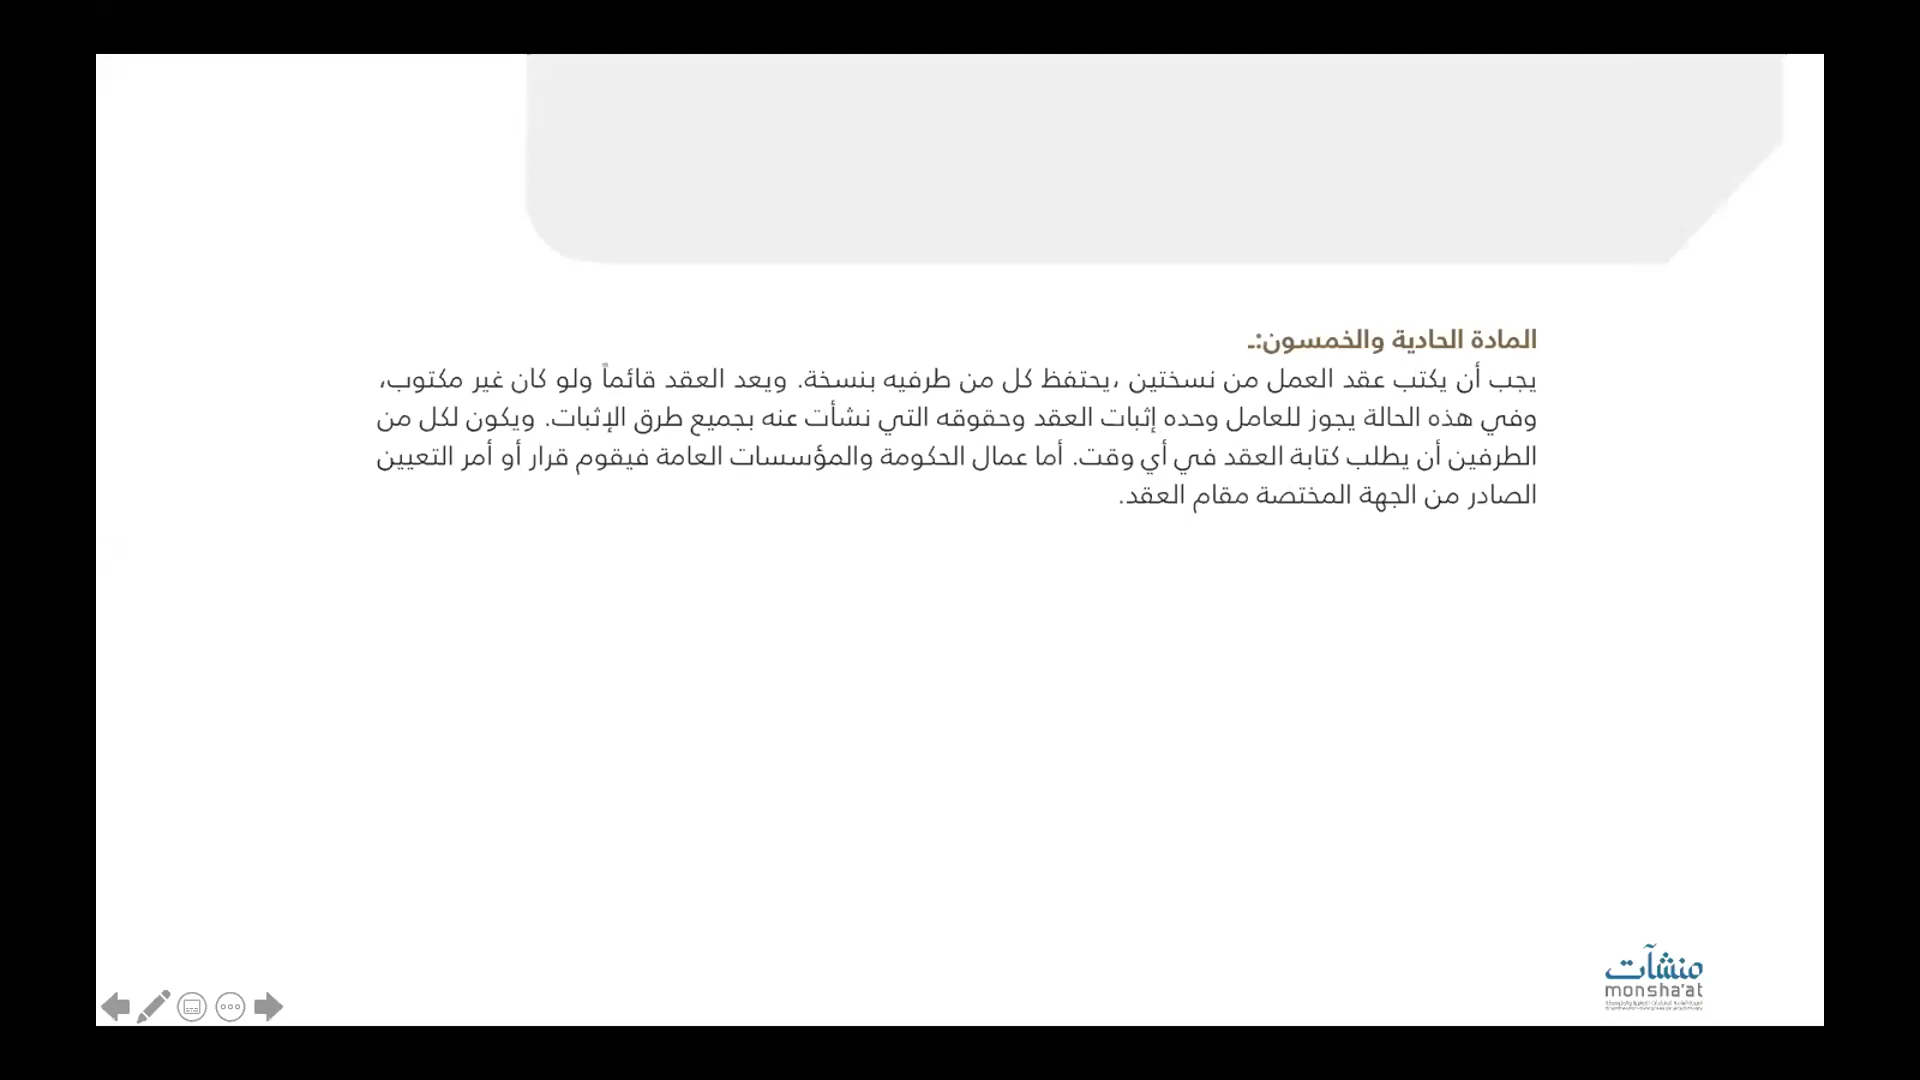 المادة الحادية والخمسون:ـ
يجب أن يكتب عقد العمل من نسختين ،يحتفظ كل من طرفيه بنسخة. ويعد العقد قائماً ولو كان غير مكتوب،
وفي هذه الحالة يجوز للعامل وحده إثبات العقد وحقوقه التي نشأت عنه بجميع طرق الإثبات. ويكون لكل من
الطرفين أن يطلب كتابة العقد في أي وقت. أما عمال الحكومة والمؤسسات العامة فيقوم قرار أو أمر التعيين
الصادر من الجهة المختصة مقام العقد.
منشآت
monsha'at